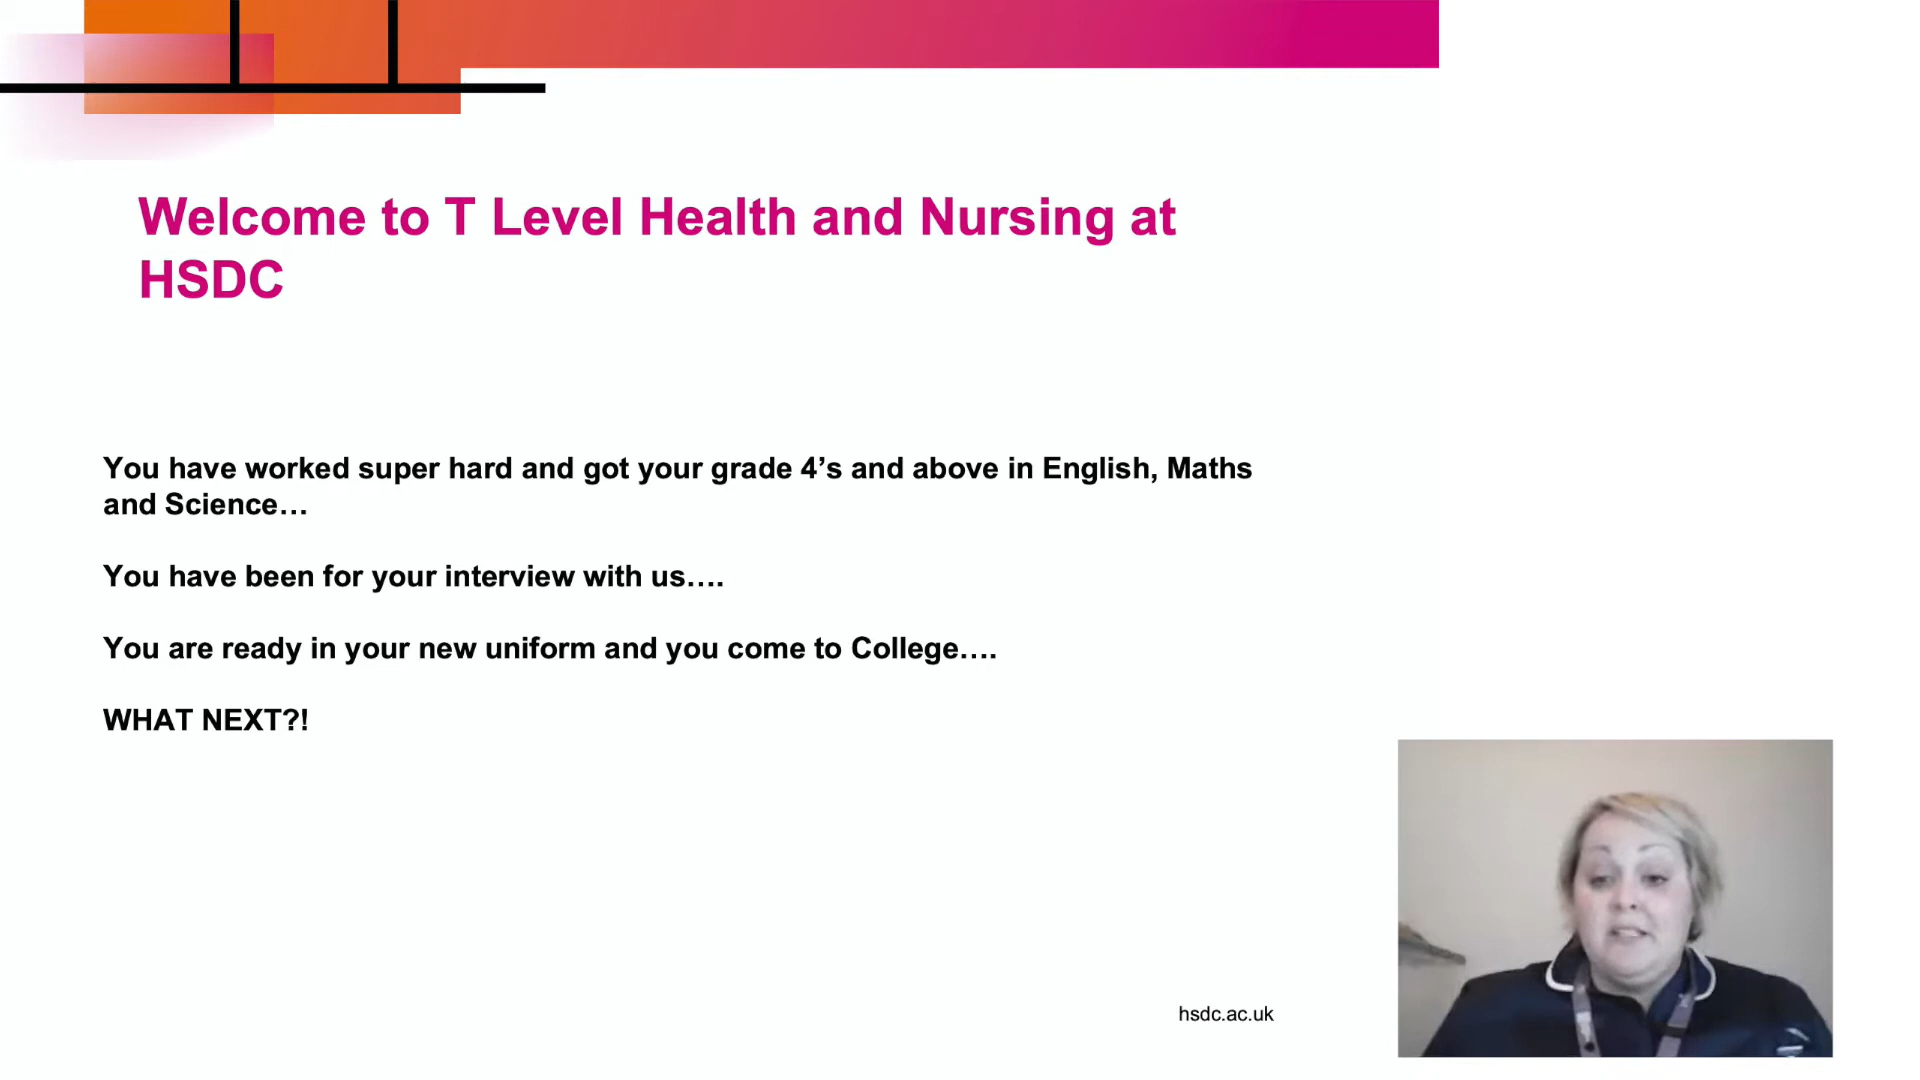 Welcome to T Level Health and Nursing at
HSDC
You have worked super hard and got your grade 4’s and above in English, Maths
and Science…
You have been for your interview with us….
You are ready in your new uniform and you come to College….
WHAT NEXT?!
hsdc.ac.uk